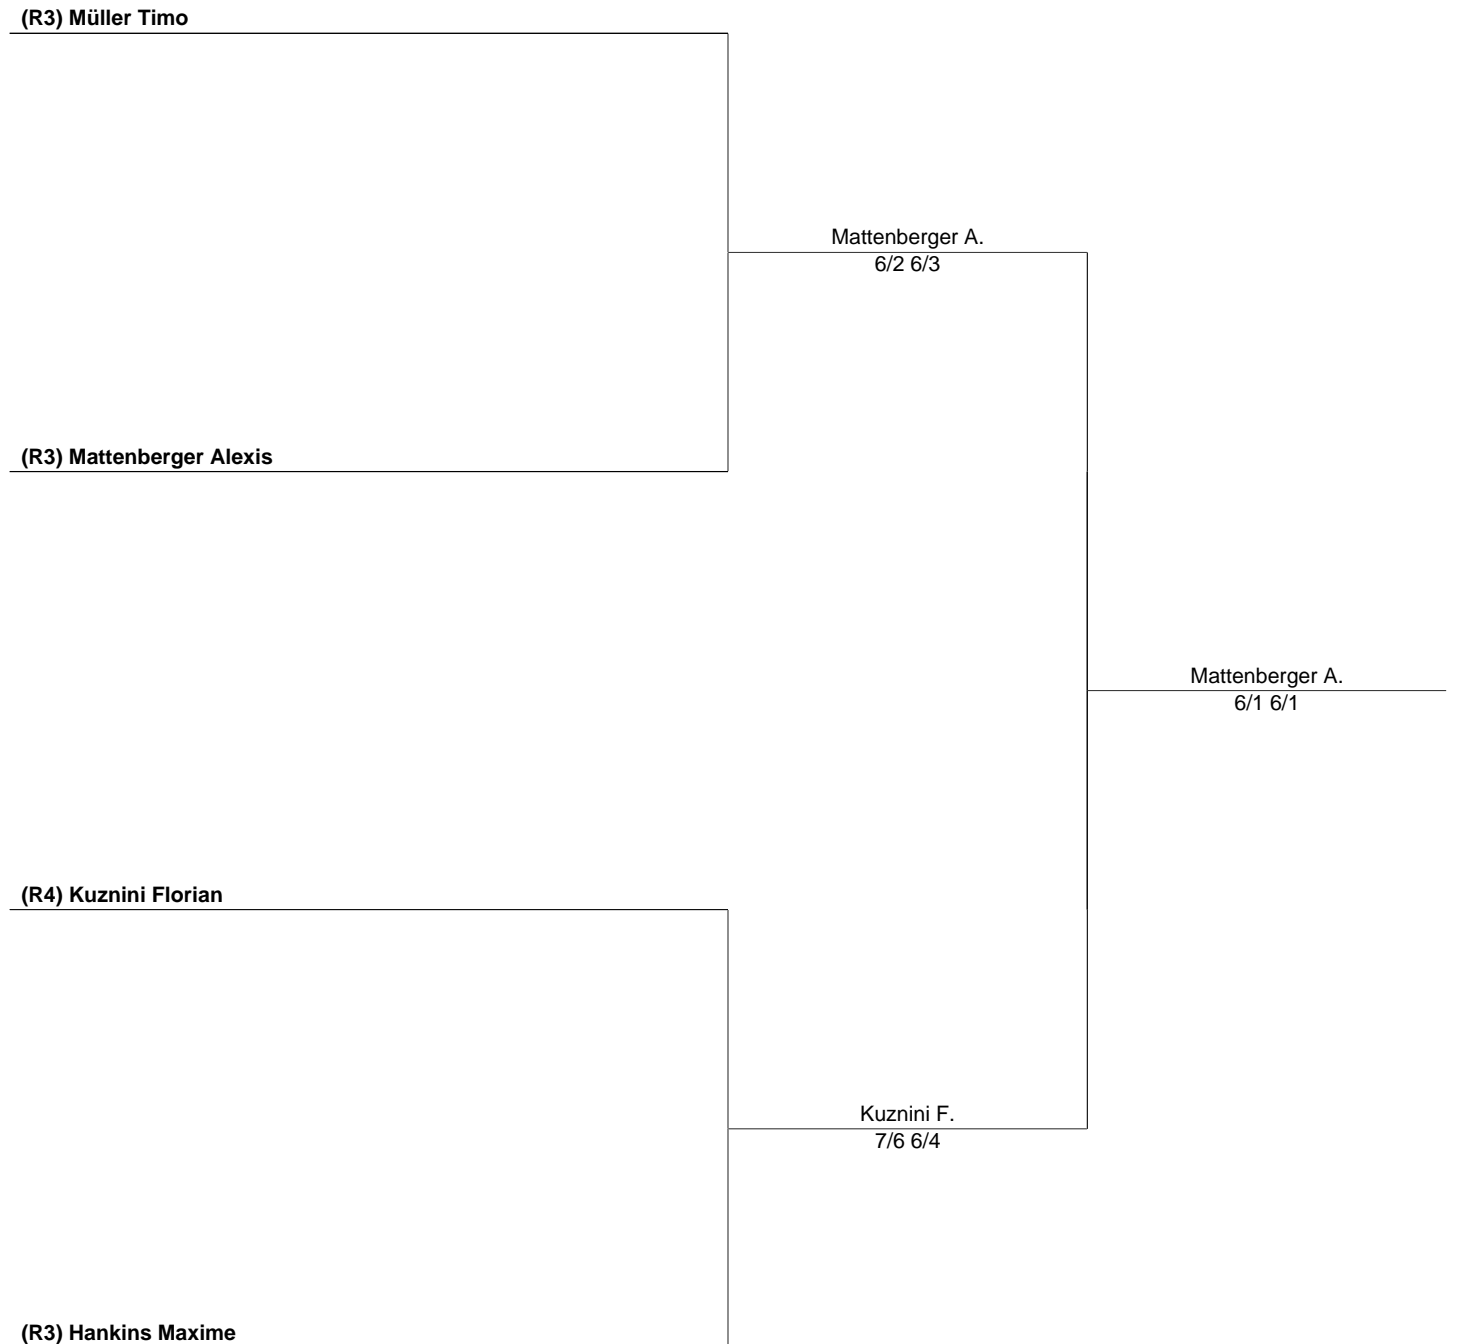 (R3) Müller Timo
Mattenberger A.
6/2 6/3
(R3) Mattenberger Alexis
Mattenberger A.
6/1 6/1
(R4) Kuznini Florian
Kuznini F.
7/6 6/4
(R3) Hankins Maxime